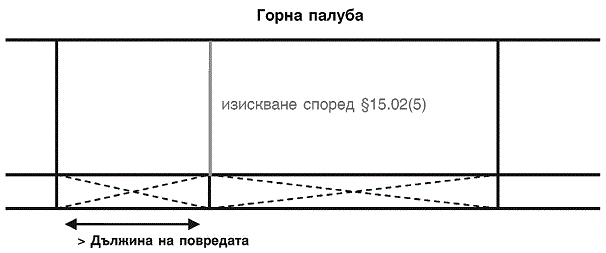 Горна палуба
изискване според §15.02(5)
> Дължина на повредата